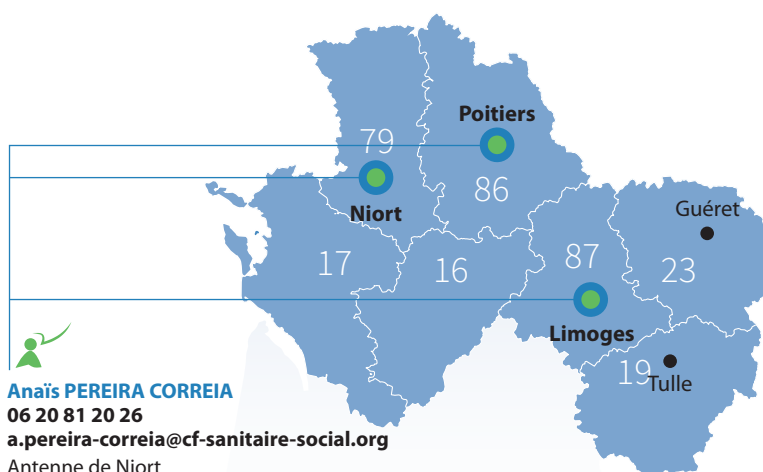 Poitiers
79
86
Niort
Guéret
17
16
87
23
Limoges
19
Tulle
Anaïs PEREIRA CORREIA
06 20 81 20 26
a.pereira-correia@cf-sanitaire-social.org
Antenne de Niort